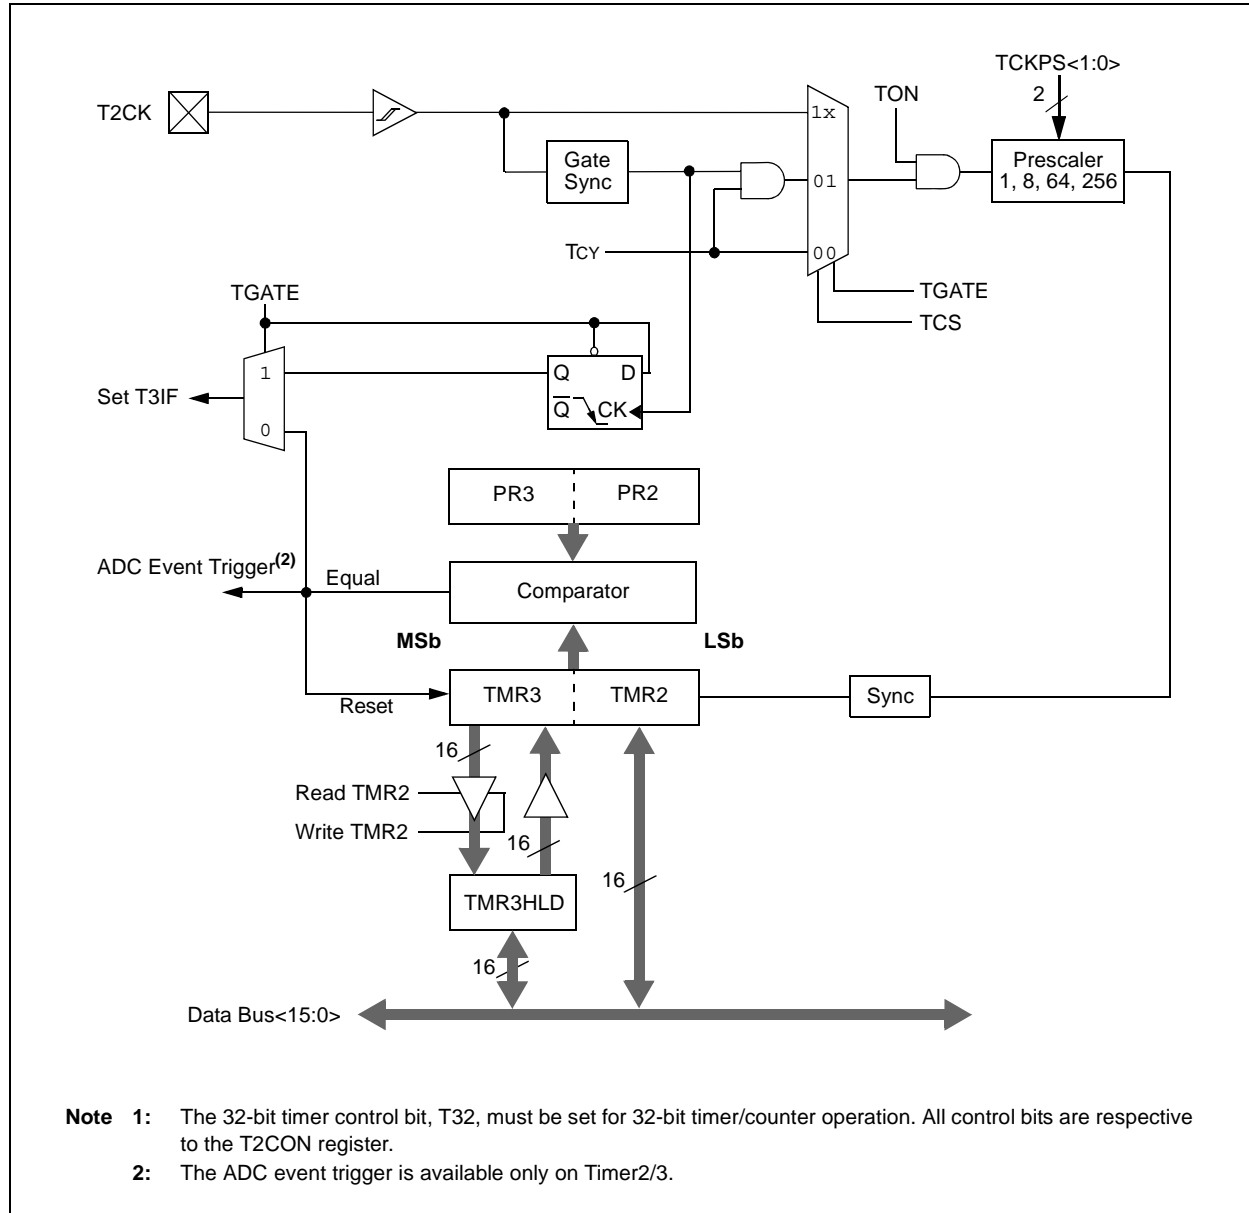 TCKPS<1:0>
2
TON
T2CK
1x
Gate
Sync
Prescaler
1, 8, 64, 256
01
TCY
00
TGATE
TCS
TGATE
1
Q
D
Set T3IF
Q
CK
0
PR3
PR2
ADC Event Trigger(2)
Equal
Comparator
MSb
LSb
TMR3
TMR2
Sync
Reset
16
Read TMR2
Write TMR2
16
16
TMR3HLD
16
Data Bus<15:0>
Note 1: The 32-bit timer control bit, T32, must be set for 32-bit timer/counter operation. All control bits are respective
to the T2CON register.
2: The ADC event trigger is available only on Timer2/3.